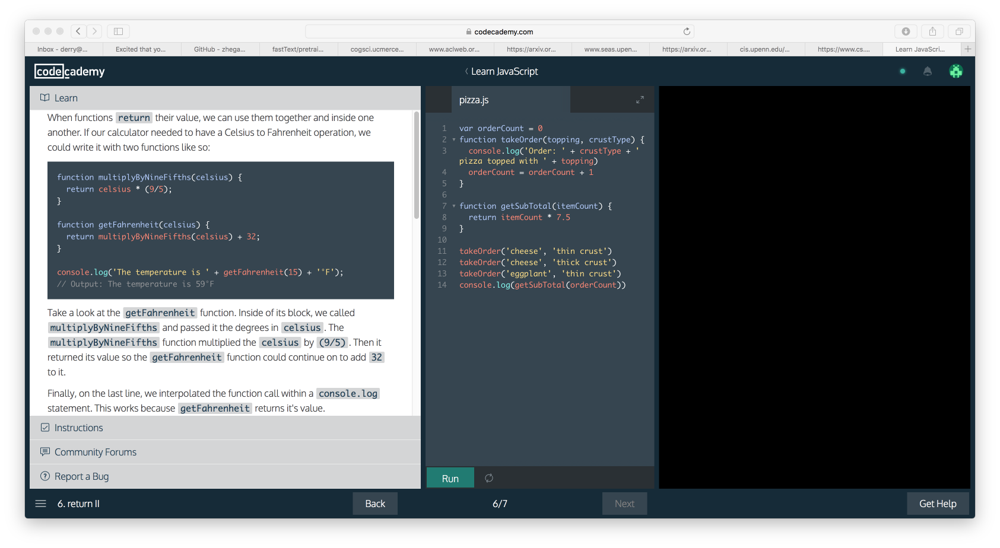 codecademy.com
Inbox - derry@...
Excited that yo...
GitHub - zhega...
fastText/pretrai...
cogsci.ucmerce...
www.aclweb.or...
https://arxiv.or...
www.seas.upen...
https://arxiv.or...
cis.upenn.edu/...
https://www.cs....
Learn JavaScri...
codecademy
Learn JavaScript
Learn
When functions return their value, we can use them together and inside one
another. If our calculator needed to have a Celsius to Fahrenheit operation, we
could write it with two functions like so:
function multiplyByNineFifths(celsius) {
return celsius * (9/5);
}
function getFahrenheit(celsius) {
return multiplyByNineFifths(celsius) + 32;
}
console.log('The temperature is ' + getFahrenheit(15) + '°F');
// Output: The temperature is 59°F
Take a look at the getFahrenheit function. Inside of its block, we called
multiplyByNineFifths and passed it the degrees in celsius. The
multiplyByNineFifths function multiplied the celsius by (9/5). Then it
returned its value so the getFahrenheit function could continue on to add 32
to it.
Finally, on the last line, we interpolated the function call within a console.log
statement. This works because getFahrenheit returns it's value.
Instructions
Community Forums
Report a Bug
pizza.js
1 var orderCount = 0
2 function takeOrder(topping, crustType) {
3 console.log('Order: ' + crustType + '
pizza topped with ' + topping)
4 orderCount = orderCount + 1
5 }
6
7 function getSubTotal(itemCount) {
8 return itemCount * 7.5
9 }
10
11 takeOrder('cheese', 'thin crust')
12 takeOrder('cheese', 'thick crust')
13 takeOrder('eggplant', 'thin crust')
14 console.log(getSubTotal(orderCount))
Run
6. return II
Back
6/7
Next
Get Help